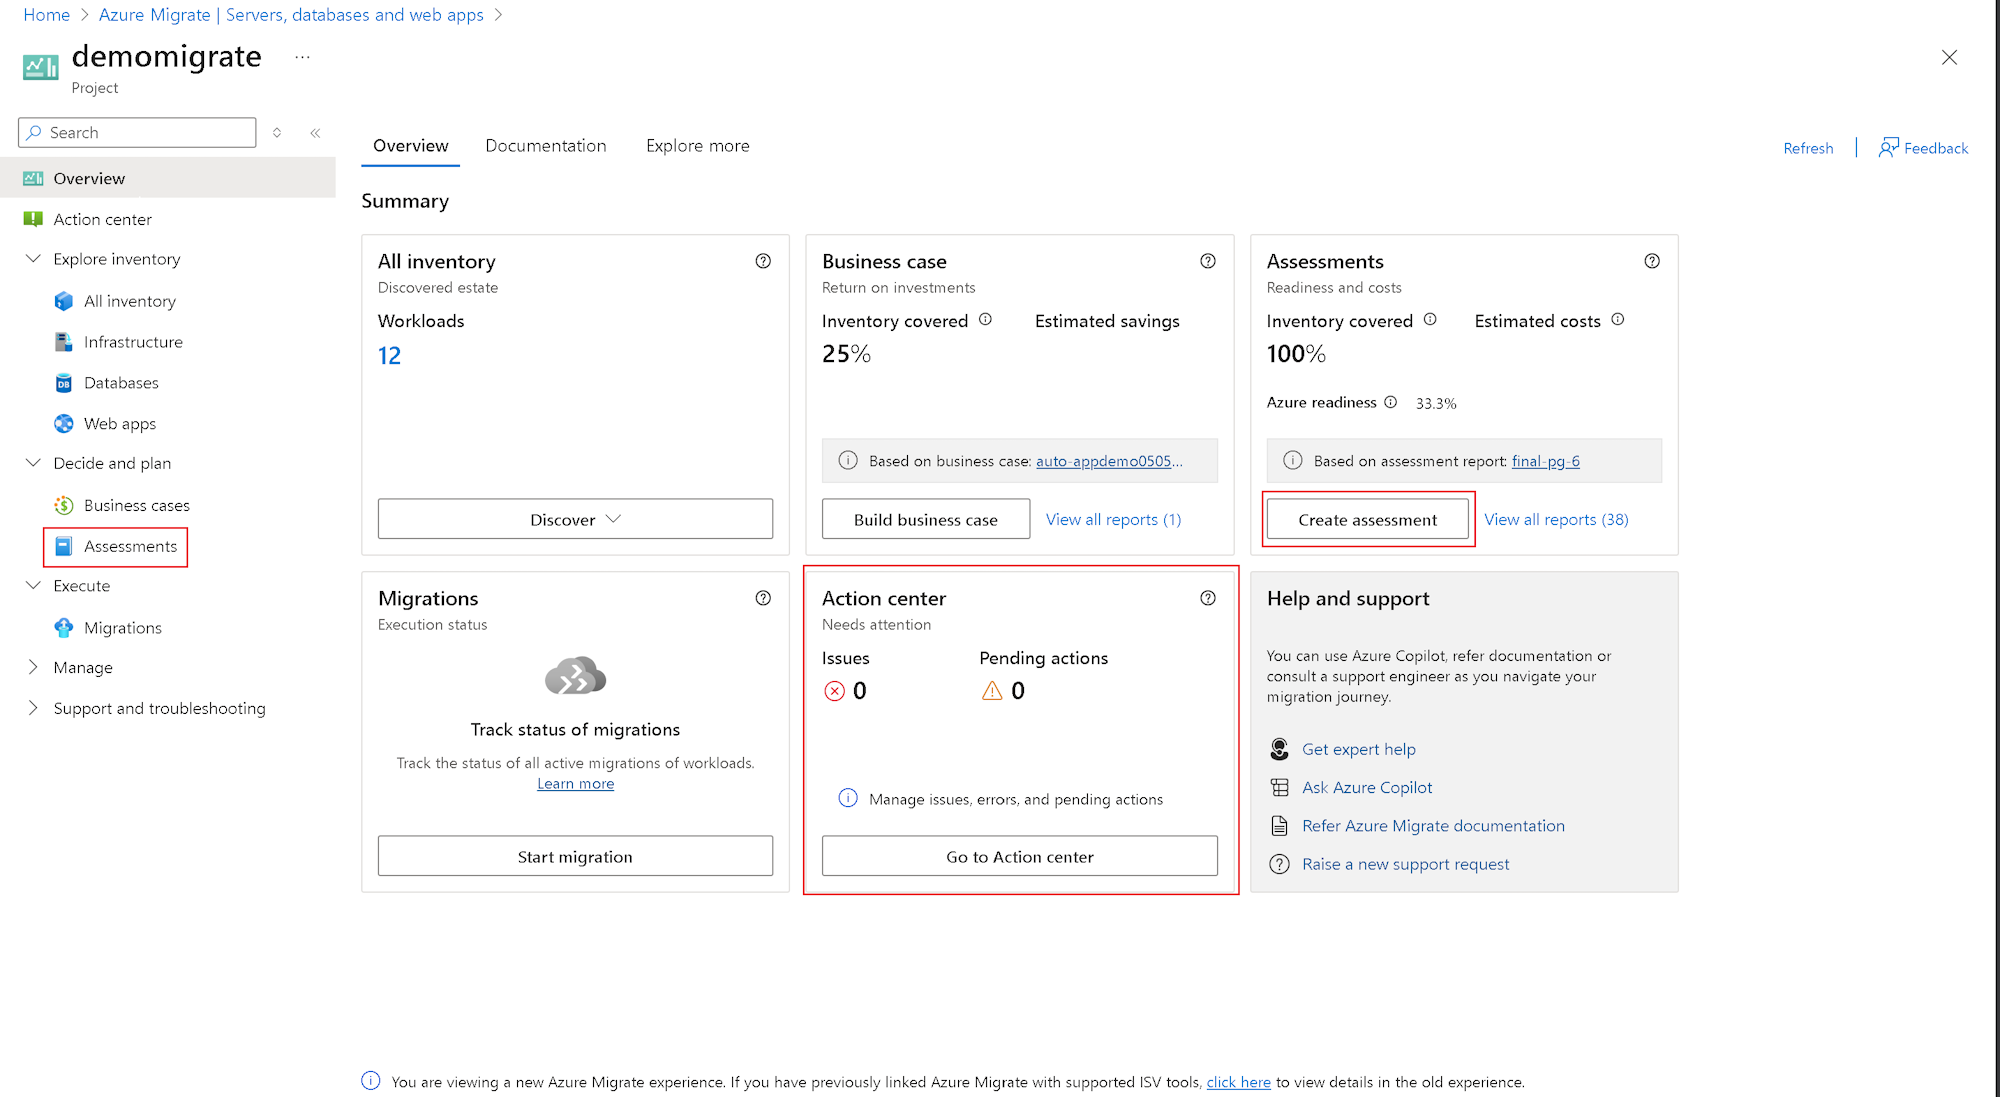 Home > Azure Migrate | Servers, databases and web apps >
demomigrate ...
Project
Search
Overview
Action center
Explore inventory
All inventory
Infrastructure
Databases
Web apps
Decide and plan
Business cases
Assessments
Execute
Migrations
Manage
Support and troubleshooting
Overview Documentation Explore more
Refresh | Feedback
Summary
All inventory
Discovered estate
Workloads
12
Discover
Business case
Return on investments
Inventory covered Estimated savings
25%
Based on business case: auto-appdemo0505...
Build business case View all reports (1)
Assessments
Readiness and costs
Inventory covered Estimated costs
100%
Azure readiness 33.3%
Based on assessment report: final-pg-6
Create assessment View all reports (38)
Migrations
Execution status
Track status of migrations
Track the status of all active migrations of workloads.
Learn more
Start migration
Action center
Needs attention
Issues Pending actions
0 0
Manage issues, errors, and pending actions
Go to Action center
Help and support
You can use Azure Copilot, refer documentation or
consult a support engineer as you navigate your
migration journey.
Get expert help
Ask Azure Copilot
Refer Azure Migrate documentation
Raise a new support request
You are viewing a new Azure Migrate experience. If you have previously linked Azure Migrate with supported ISV tools, click here to view details in the old experience.